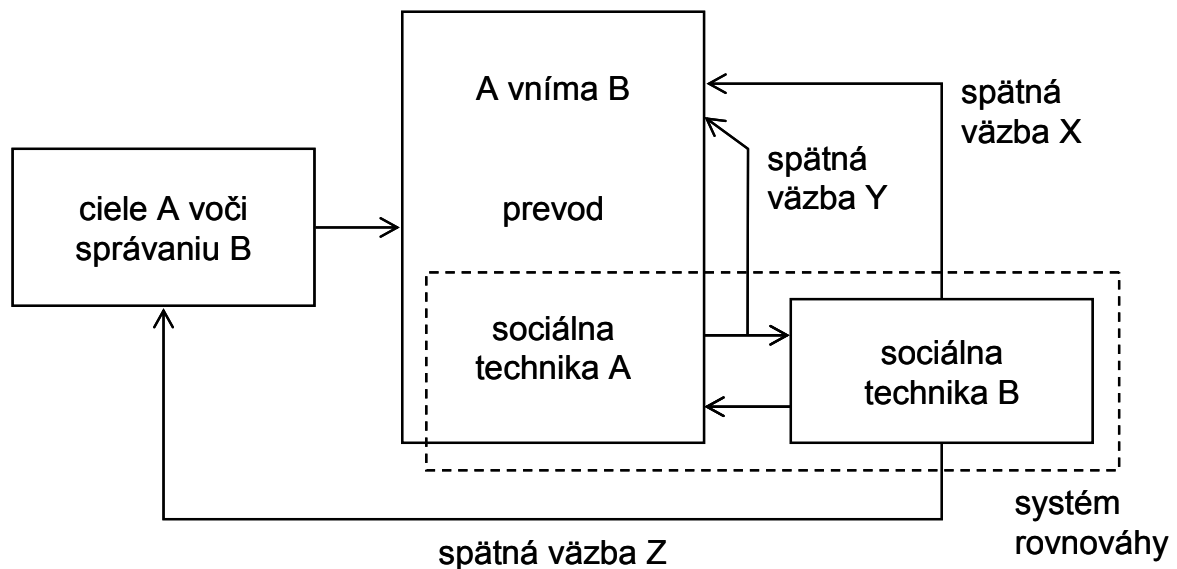 A vníma B
spätná
väzba X
spätná
väzba Y
ciele A voči
správaniu B
prevod
sociálna
technika A
sociálna
technika B
systém
rovnováhy
spätná väzba Z